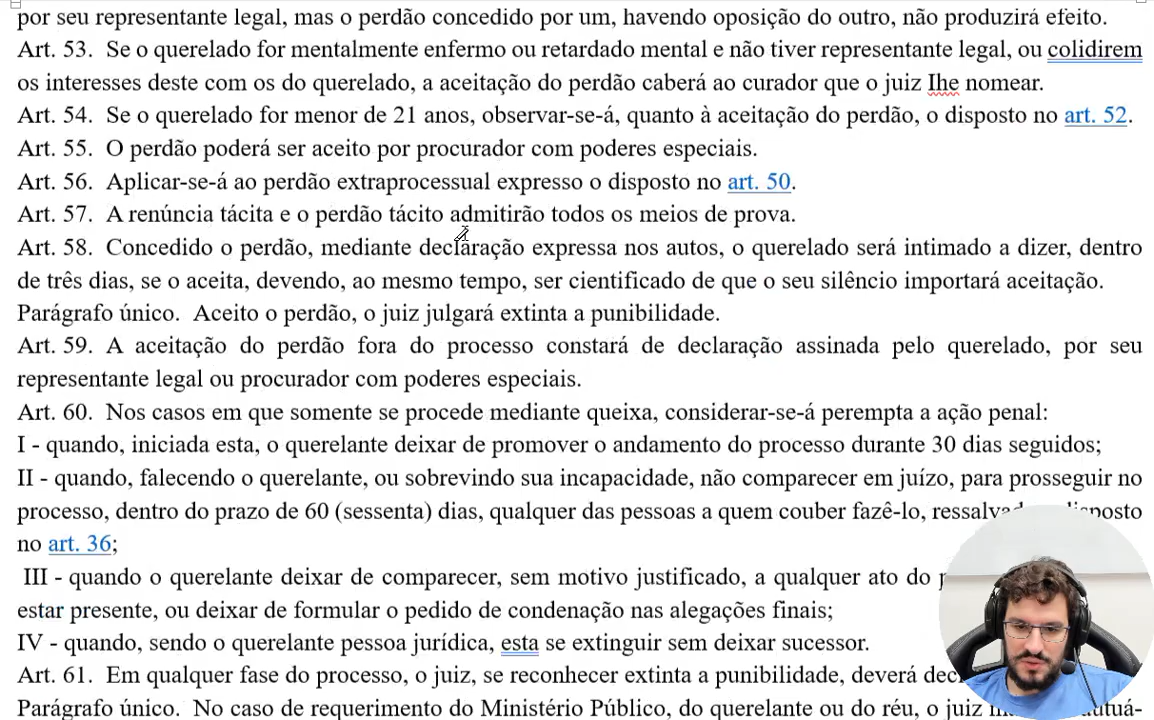 por seu representante legal, mas o perdão concedido por um, havendo oposição do outro, não produzirá efeito.
Art. 53. Se o querelado for mentalmente enfermo ou retardado mental e não tiver representante legal, ou colidirem
os interesses deste com os do querelado, a aceitação do perdão caberá ao curador que o juiz Ihe nomear.
Art. 54. Se o querelado for menor de 21 anos, observar-se-á, quanto à aceitação do perdão, o disposto no art. 52.
Art. 55. O perdão poderá ser aceito por procurador com poderes especiais.
Art. 56. Aplicar-se-á ao perdão extraprocessual expresso o disposto no art. 50.
Art. 57. A renúncia tácita e o perdão tácito admitirão todos os meios de prova.
Art. 58. Concedido o perdão, mediante declaração expressa nos autos, o querelado será intimado a dizer, dentro
de três dias, se o aceita, devendo, ao mesmo tempo, ser cientificado de que o seu silêncio importará aceitação.
Parágrafo único. Aceito o perdão, o juiz julgará extinta a punibilidade.
Art. 59. A aceitação do perdão fora do processo constará de declaração assinada pelo querelado, por seu
representante legal ou procurador com poderes especiais.
Art. 60. Nos casos em que somente se procede mediante queixa, considerar-se-á perempta a ação penal:
I - quando, iniciada esta, o querelante deixar de promover o andamento do processo durante 30 dias seguidos;
II - quando, falecendo o querelante, ou sobrevindo sua incapacidade, não comparecer em juízo, para prosseguir no
processo, dentro do prazo de 60 (sessenta) dias, qualquer das pessoas a quem couber fazê-lo,
no art. 36;
III - quando o querelante deixar de comparecer, sem motivo justificado, a qualquer ato do
estar presente, ou deixar de formular o pedido de condenação nas alegações finais;
IV - quando, sendo o querelante pessoa jurídica, esta se extinguir sem deixar sucessor.
Art. 61. Em qualquer fase do processo, o juiz, se reconhecer extinta a punibilidade, deverá
Parágrafo único. No caso de requerimento do Ministério Público, do querelante ou do réu, o juiz